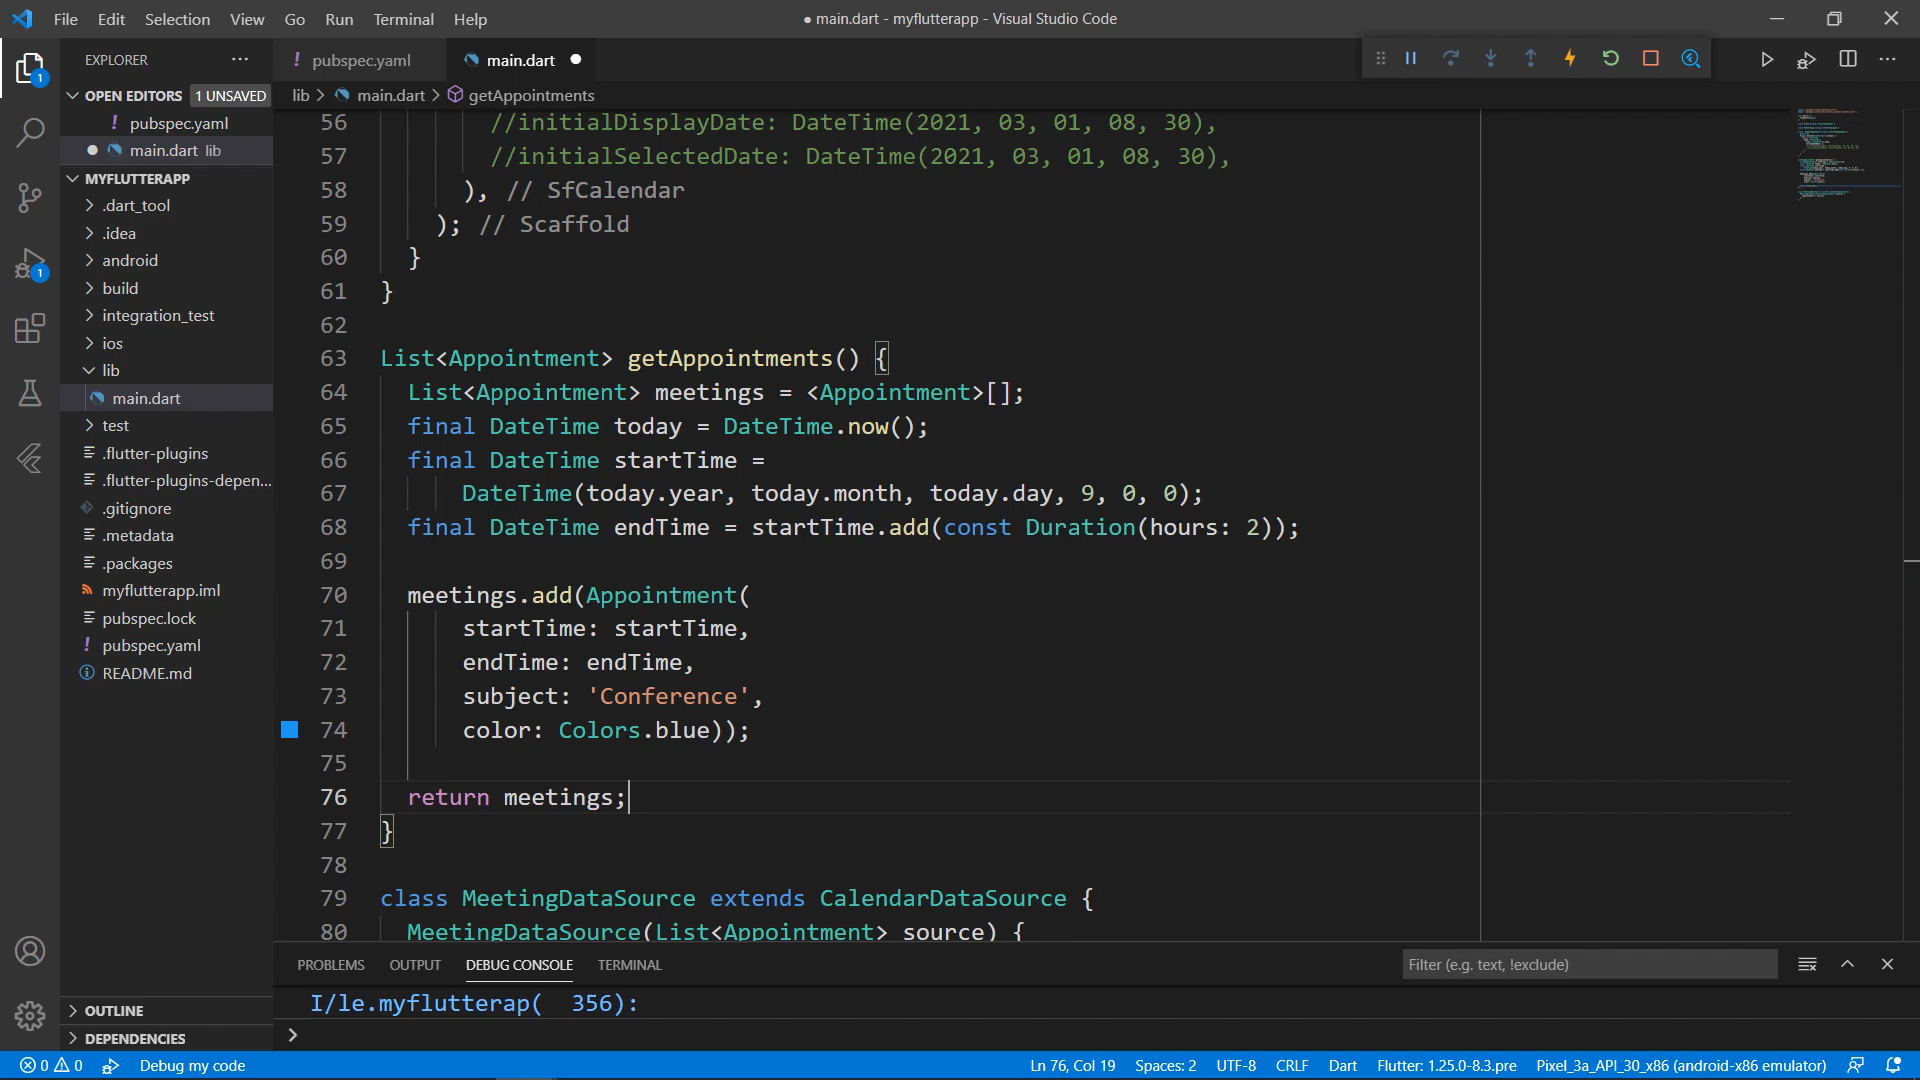 File Edit Selection View Go Run Terminal Help
● main.dart - myflutterapp - Visual Studio Code
EXPLORER
! pubspec.yaml
main.dart ●
OPEN EDITORS 1 UNSAVED
! pubspec.yaml
● main.dart lib
lib > main.dart > getAppointments
MYFLUTTERAPP
.dart_tool
.idea
android
build
integration_test
ios
lib
main.dart
test
.flutter-plugins
.flutter-plugins-depen...
.gitignore
.metadata
.packages
myflutterapp.iml
pubspec.lock
! pubspec.yaml
README.md
OUTLINE
DEPENDENCIES
1
1
56 //initialDisplayDate: DateTime(2021, 03, 01, 08, 30),
57 //initialSelectedDate: DateTime(2021, 03, 01, 08, 30),
58 ), // SfCalendar
59 ); // Scaffold
60 }
61 }
62
63 List<Appointment> getAppointments() {
64 List<Appointment> meetings = <Appointment>[];
65 final DateTime today = DateTime.now();
66 final DateTime startTime =
67 DateTime(today.year, today.month, today.day, 9, 0, 0);
68 final DateTime endTime = startTime.add(const Duration(hours: 2));
69
70 meetings.add(Appointment(
71 startTime: startTime,
72 endTime: endTime,
73 subject: 'Conference',
74 color: Colors.blue));
75
76 return meetings;
77 }
78
79 class MeetingDataSource extends CalendarDataSource {
80 MeetingDataSource(List<Appointment> source) {
PROBLEMS OUTPUT DEBUG CONSOLE TERMINAL
Filter (e.g. text, !exclude)
I/le.myflutterap( 356):
>
0 0 Debug my code
Ln 76, Col 19 Spaces: 2 UTF-8 CRLF Dart Flutter: 1.25.0-8.3.pre Pixel_3a_API_30_x86 (android-x86 emulator)